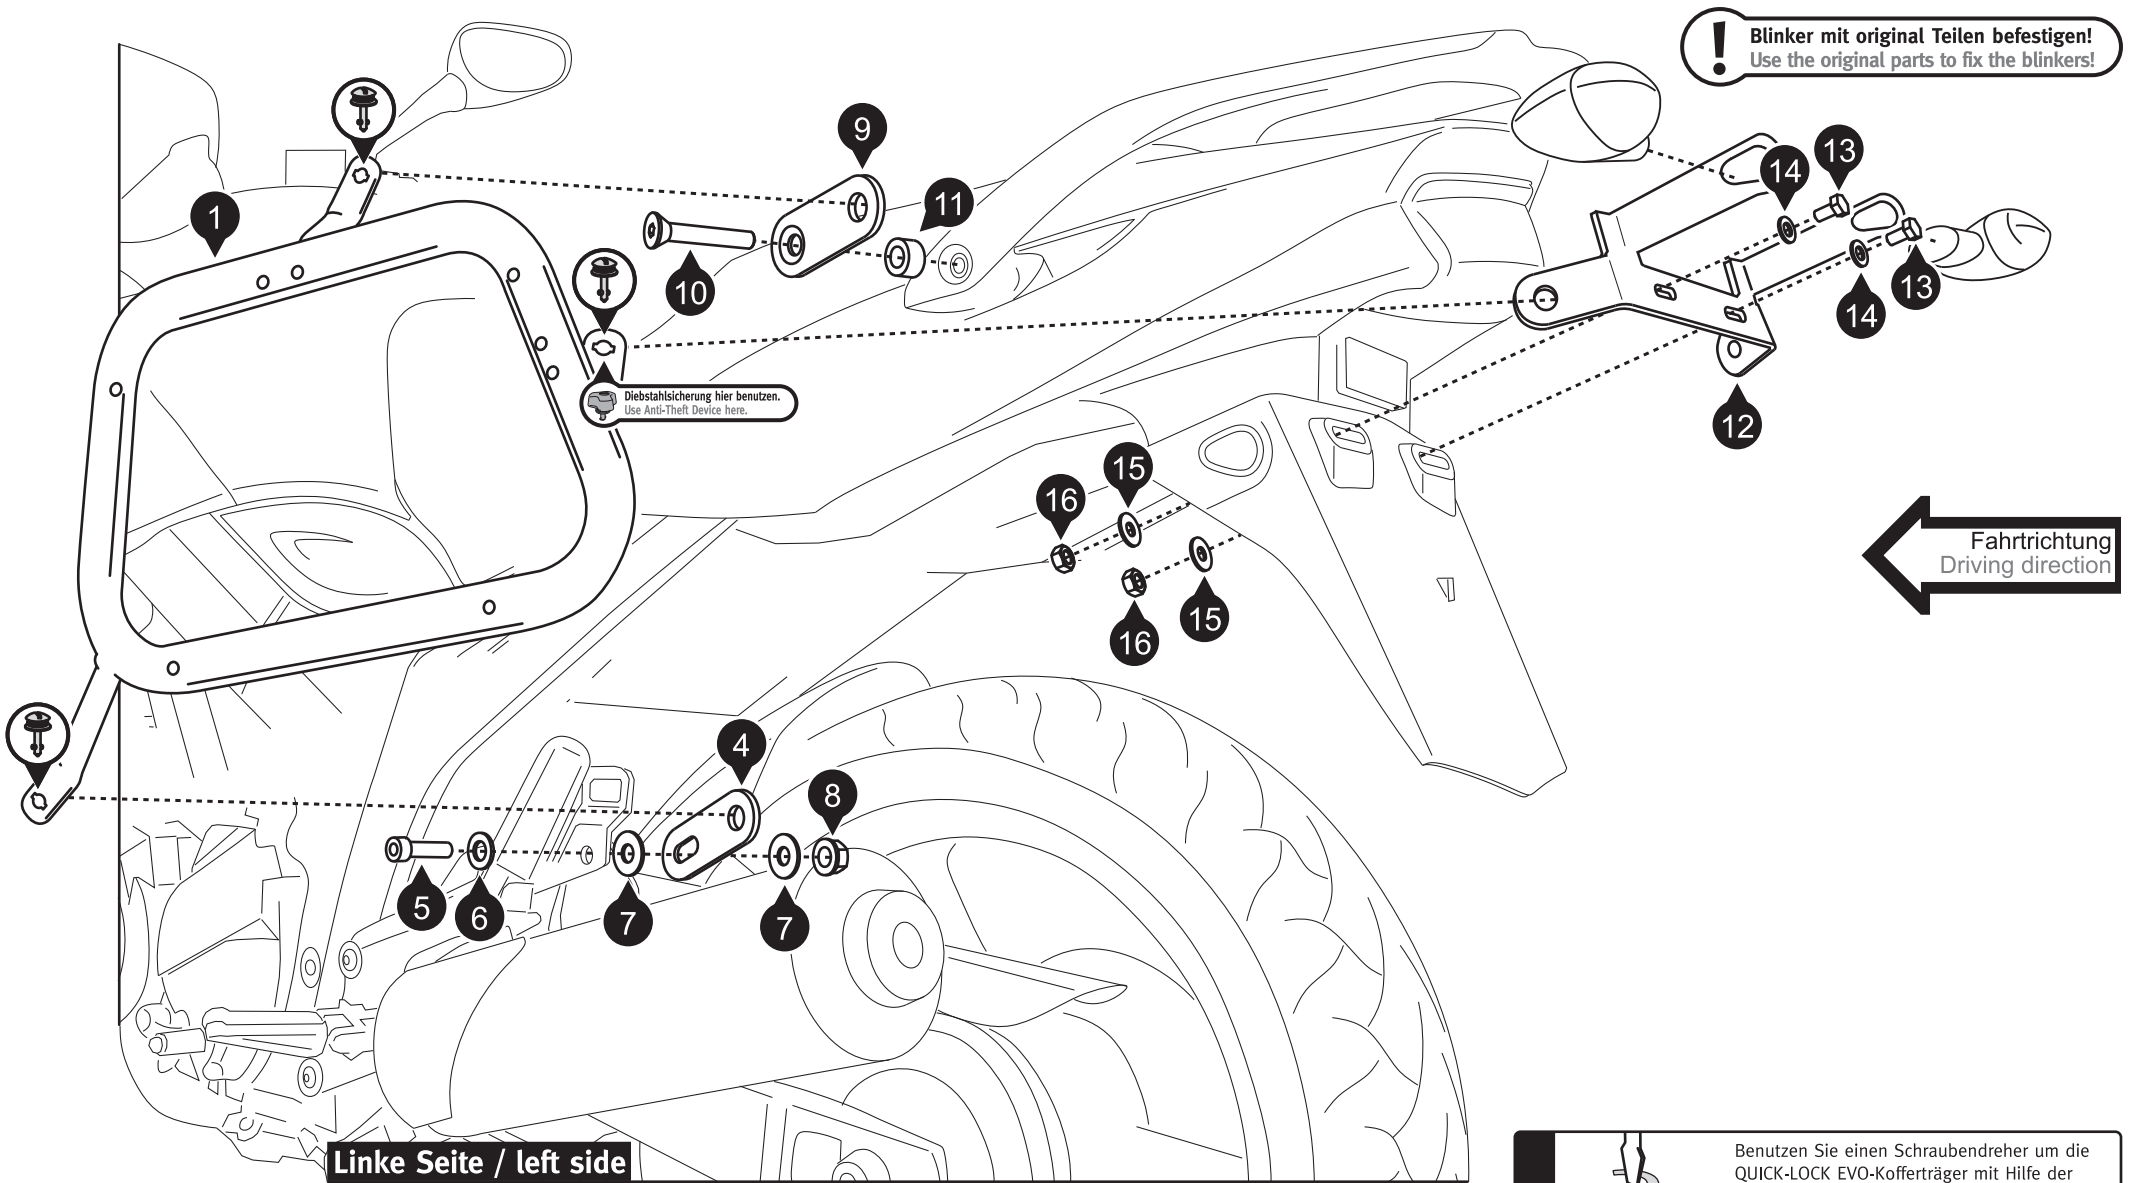 Blinker mit original Teilen befestigen!
Use the original parts to fix the blinkers!
9
13
14
11
1
10
13
14
Diebstahlsicherung hier benutzen.
Use Anti-Theft Device here.
12
15
16
Fahrtrichtung
Driving direction
15
16
4
8
5
6
7
7
Linke Seite / left side
Benutzen Sie einen Schraubendreher um die
QUICK-LOCK EVO-Kofferträger mit Hilfe der